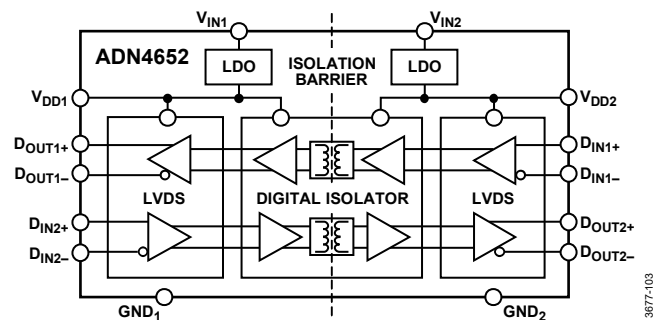 VIN1
VIN2
ADN4652
LDO
ISOLATION
BARRIER
LDO
VDD1
VDD2
DOUT1+
DIN1+
DOUT1–
DIN1–
LVDS
DIGITAL ISOLATOR
LVDS
DIN2+
DOUT2+
DIN2–
DOUT2–
GND1
GND2
3677-103